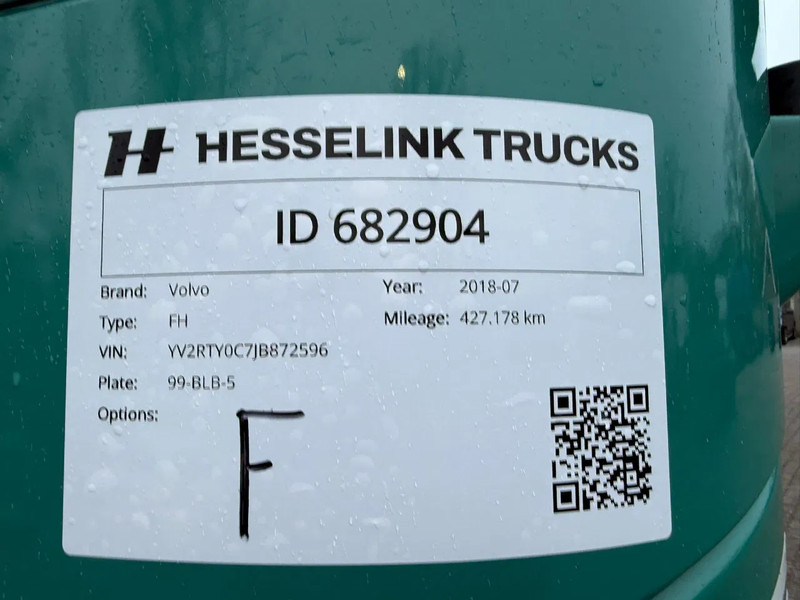 H HESSELINK TRUCKS
ID 682904
Brand: Volvo Year: 2018-07
Type: FH Mileage: 427.178 km
VIN: YV2RTY0C7JB872596
Plate: 99-BLB-5
Options:
F